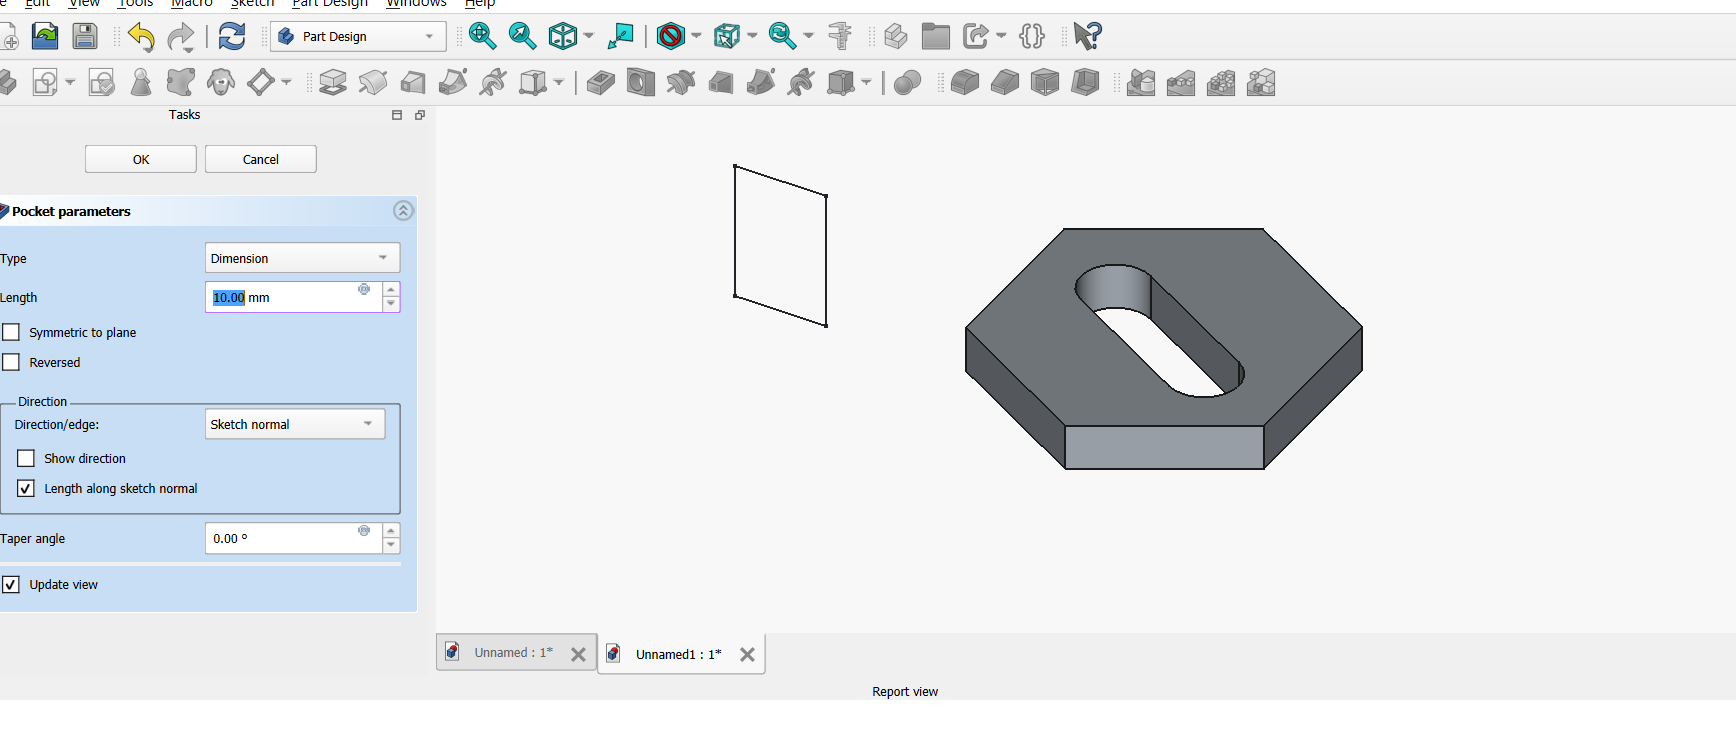 Edit View Tools Macro Sketch Part Design Windows Help
Part Design
Tasks
OK Cancel
Pocket parameters
Type Dimension
Length 10.00 mm
Symmetric to plane
Reversed
Direction
Direction/edge: Sketch normal
Show direction
Length along sketch normal
Taper angle 0.00 °
Update view
Unnamed : 1* Unnamed1 : 1*
Report view